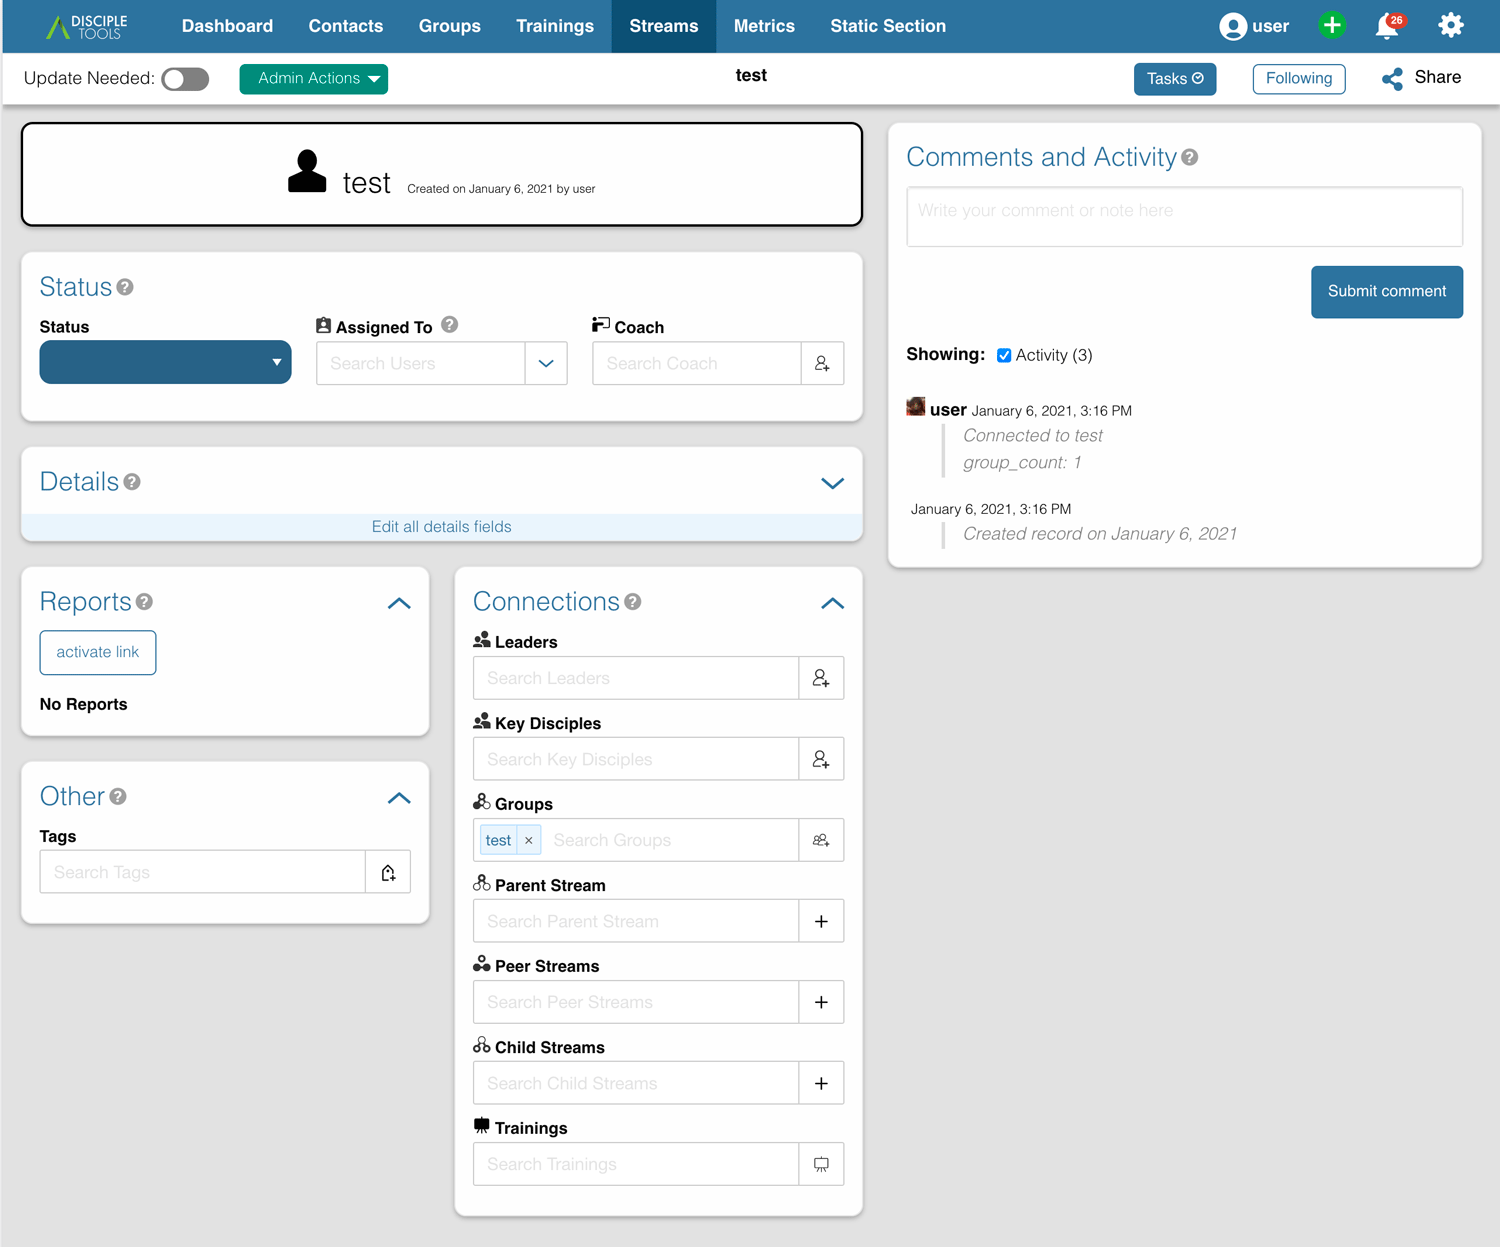 DISCIPLE TOOLS
Dashboard Contacts Groups Trainings Streams Metrics Static Section user 26
Update Needed: Admin Actions test Tasks Following Share
test Created on January 6, 2021 by user
Status
Status
Assigned To
Search Users
Coach
Search Coach
Details
Edit all details fields
Reports
activate link
No Reports
Other
Tags
Search Tags
Connections
Leaders
Search Leaders
Key Disciples
Search Key Disciples
Groups
test × Search Groups
Parent Stream
Search Parent Stream
Peer Streams
Search Peer Streams
Child Streams
Search Child Streams
Trainings
Search Trainings
Comments and Activity
Write your comment or note here
Submit comment
Showing: Activity (3)
user January 6, 2021, 3:16 PM
Connected to test
group_count: 1
January 6, 2021, 3:16 PM
Created record on January 6, 2021